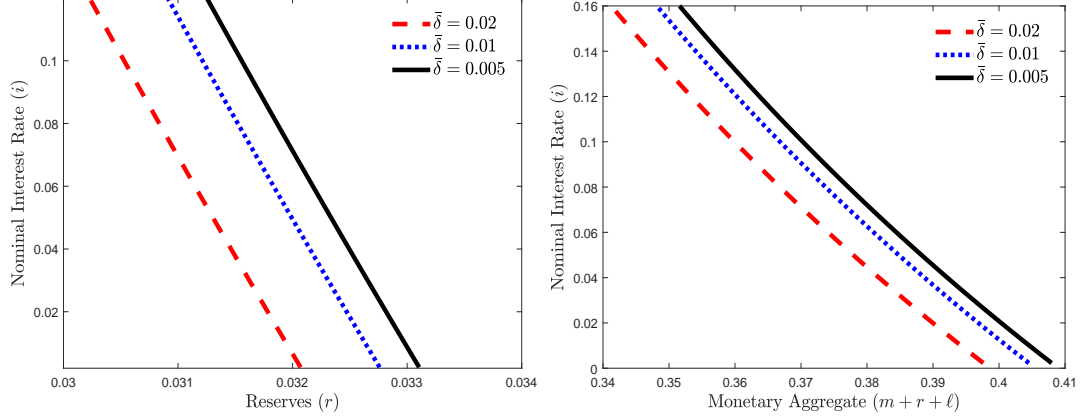 δ̄ = 0.02
δ̄ = 0.01
δ̄ = 0.005
0.1
0.08
0.06
0.04
0.02
Nominal Interest Rate (i)
0.03 0.031 0.032 0.033 0.034
Reserves (r)
δ̄ = 0.02
δ̄ = 0.01
δ̄ = 0.005
0.16
0.14
0.12
0.1
0.08
0.06
0.04
0.02
0
Nominal Interest Rate (i)
0.34 0.35 0.36 0.37 0.38 0.39 0.4 0.41
Monetary Aggregate (m + r + ℓ)